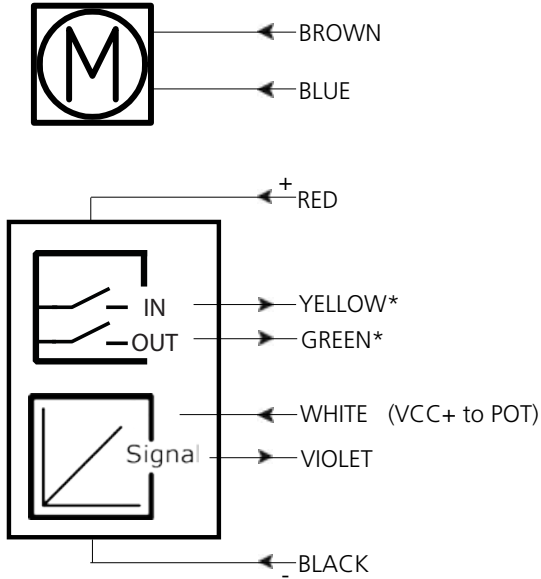 M
BROWN
BLUE
+
RED
IN
YELLOW*
OUT
GREEN*
WHITE (VCC+ to POT)
Signal
VIOLET
BLACK
-